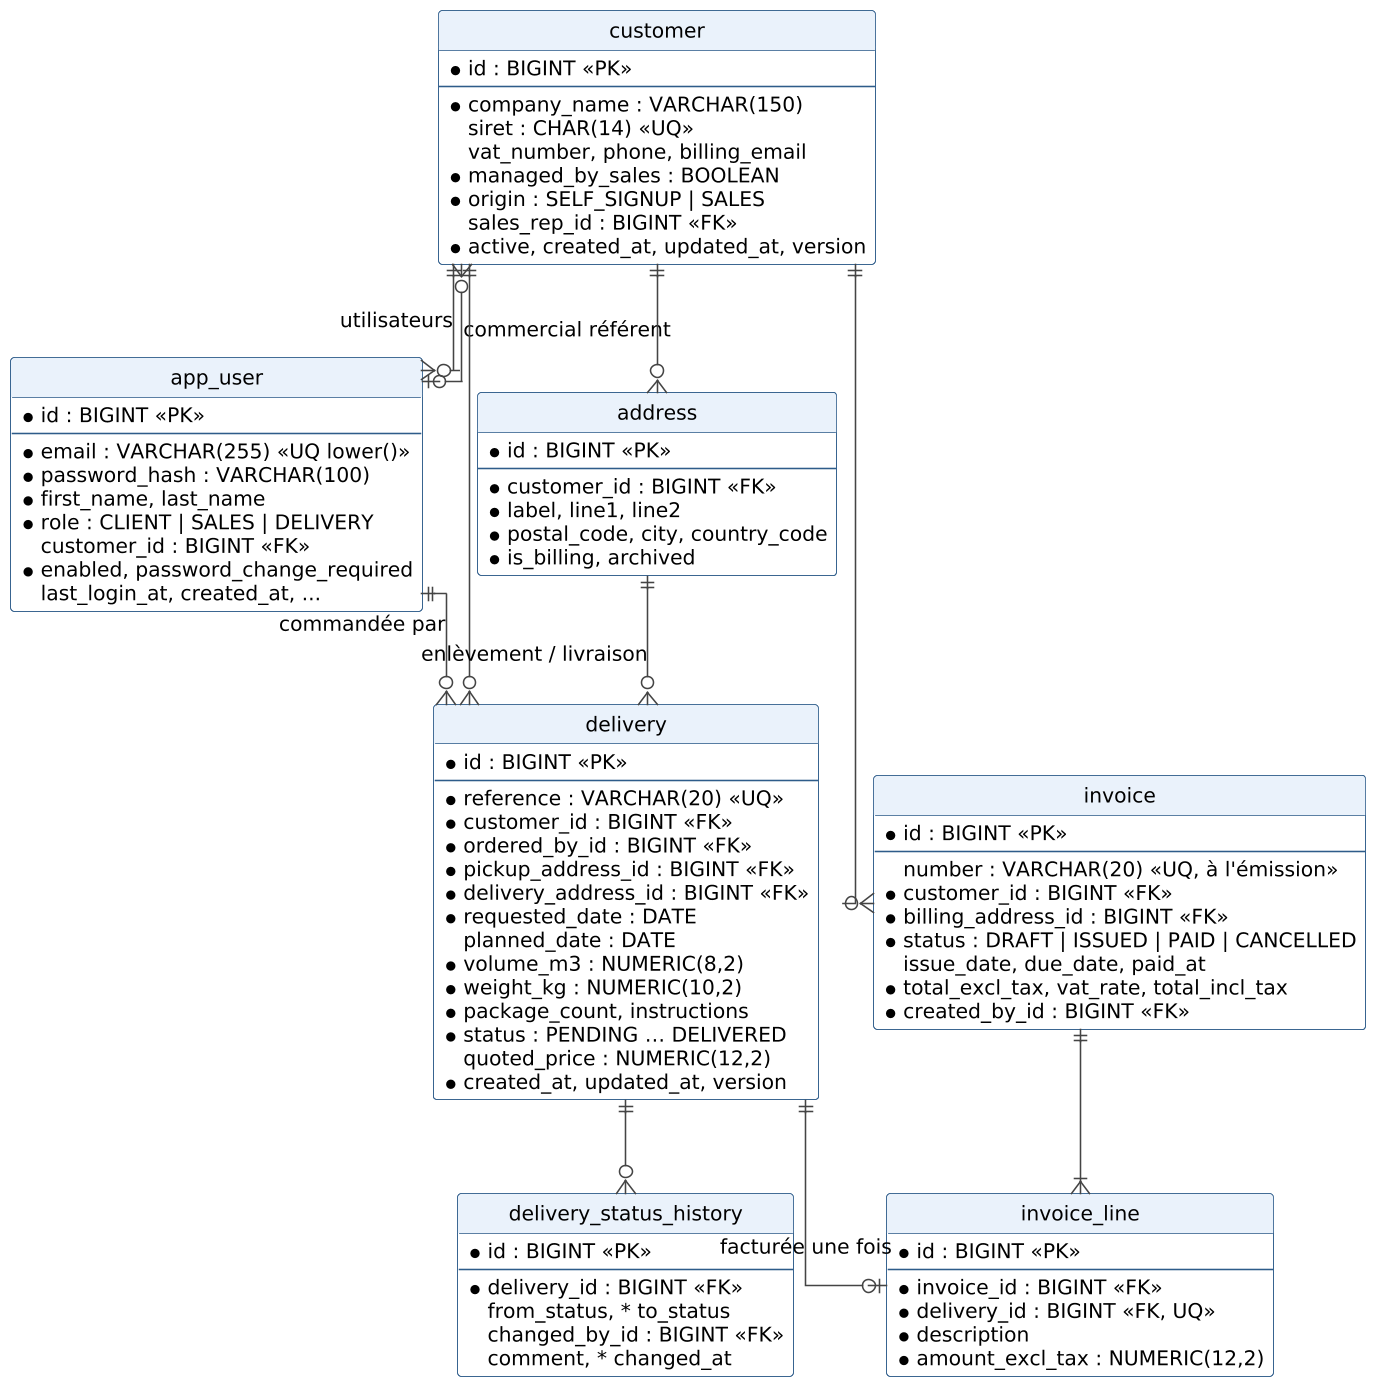 customer
id : BIGINT «PK»
company_name : VARCHAR(150)
siret : CHAR(14) «UQ»
vat_number, phone, billing_email
managed_by_sales : BOOLEAN
origin : SELF_SIGNUP | SALES
sales_rep_id : BIGINT «FK»
active, created_at, updated_at, version
utilisateurs
commercial référent
app_user
id : BIGINT «PK»
email : VARCHAR(255) «UQ lower()»
password_hash : VARCHAR(100)
first_name, last_name
role : CLIENT | SALES | DELIVERY
customer_id : BIGINT «FK»
enabled, password_change_required
last_login_at, created_at, ...
address
id : BIGINT «PK»
customer_id : BIGINT «FK»
label, line1, line2
postal_code, city, country_code
is_billing, archived
commandée par
enlèvement / livraison
delivery
id : BIGINT «PK»
reference : VARCHAR(20) «UQ»
customer_id : BIGINT «FK»
ordered_by_id : BIGINT «FK»
pickup_address_id : BIGINT «FK»
delivery_address_id : BIGINT «FK»
requested_date : DATE
planned_date : DATE
volume_m3 : NUMERIC(8,2)
weight_kg : NUMERIC(10,2)
package_count, instructions
status : PENDING ... DELIVERED
quoted_price : NUMERIC(12,2)
created_at, updated_at, version
invoice
id : BIGINT «PK»
number : VARCHAR(20) «UQ, à l'émission»
customer_id : BIGINT «FK»
billing_address_id : BIGINT «FK»
status : DRAFT | ISSUED | PAID | CANCELLED
issue_date, due_date, paid_at
total_excl_tax, vat_rate, total_incl_tax
created_by_id : BIGINT «FK»
delivery_status_history
id : BIGINT «PK»
delivery_id : BIGINT «FK»
from_status, * to_status
changed_by_id : BIGINT «FK»
comment, * changed_at
facturée une fois
invoice_line
id : BIGINT «PK»
invoice_id : BIGINT «FK»
delivery_id : BIGINT «FK, UQ»
description
amount_excl_tax : NUMERIC(12,2)